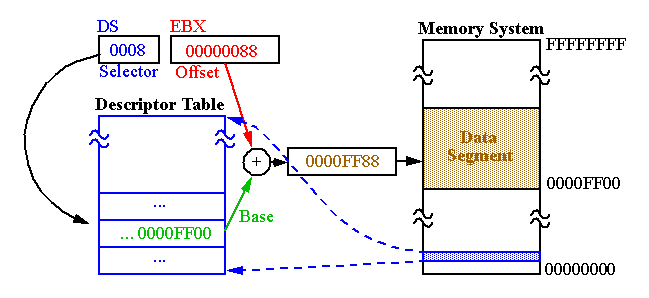 DS EBX
0008 00000088
Selector Offset
Memory System
FFFFFFFF
Descriptor Table
Data
Segment
+ 0000FF88
0000FF00
...
Base
... 0000FF00
...
00000000